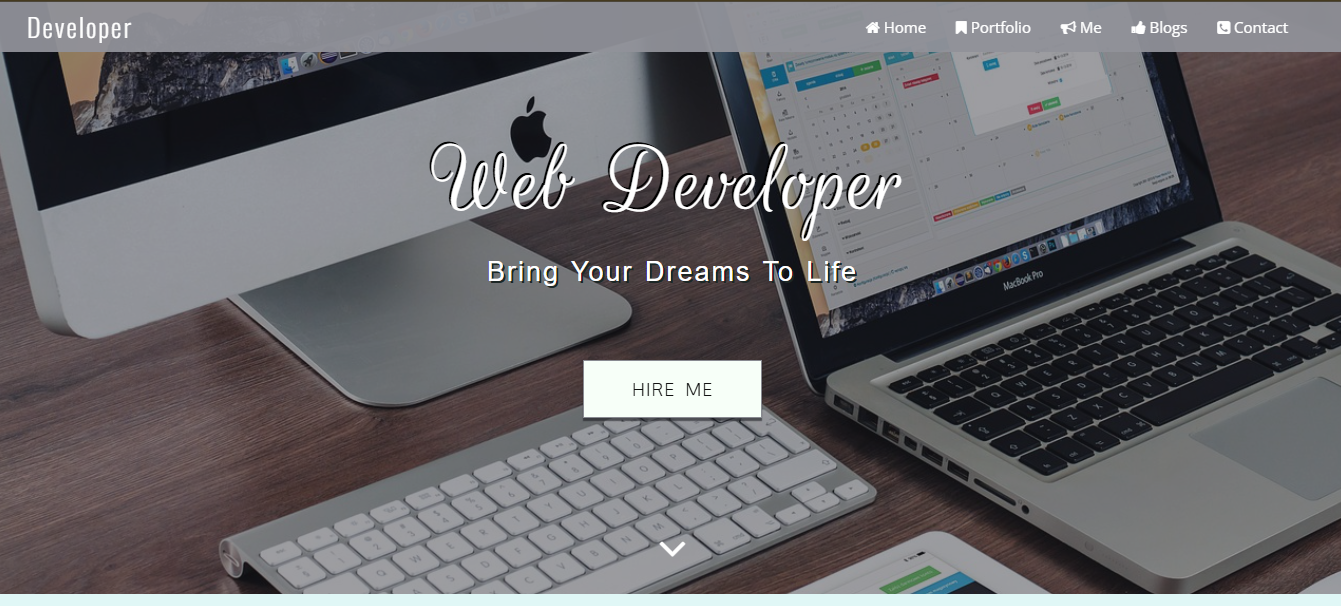 Developer
Home Portfolio Me Blogs Contact
Web Developer
Bring Your Dreams To Life
MacBook Pro
HIRE ME